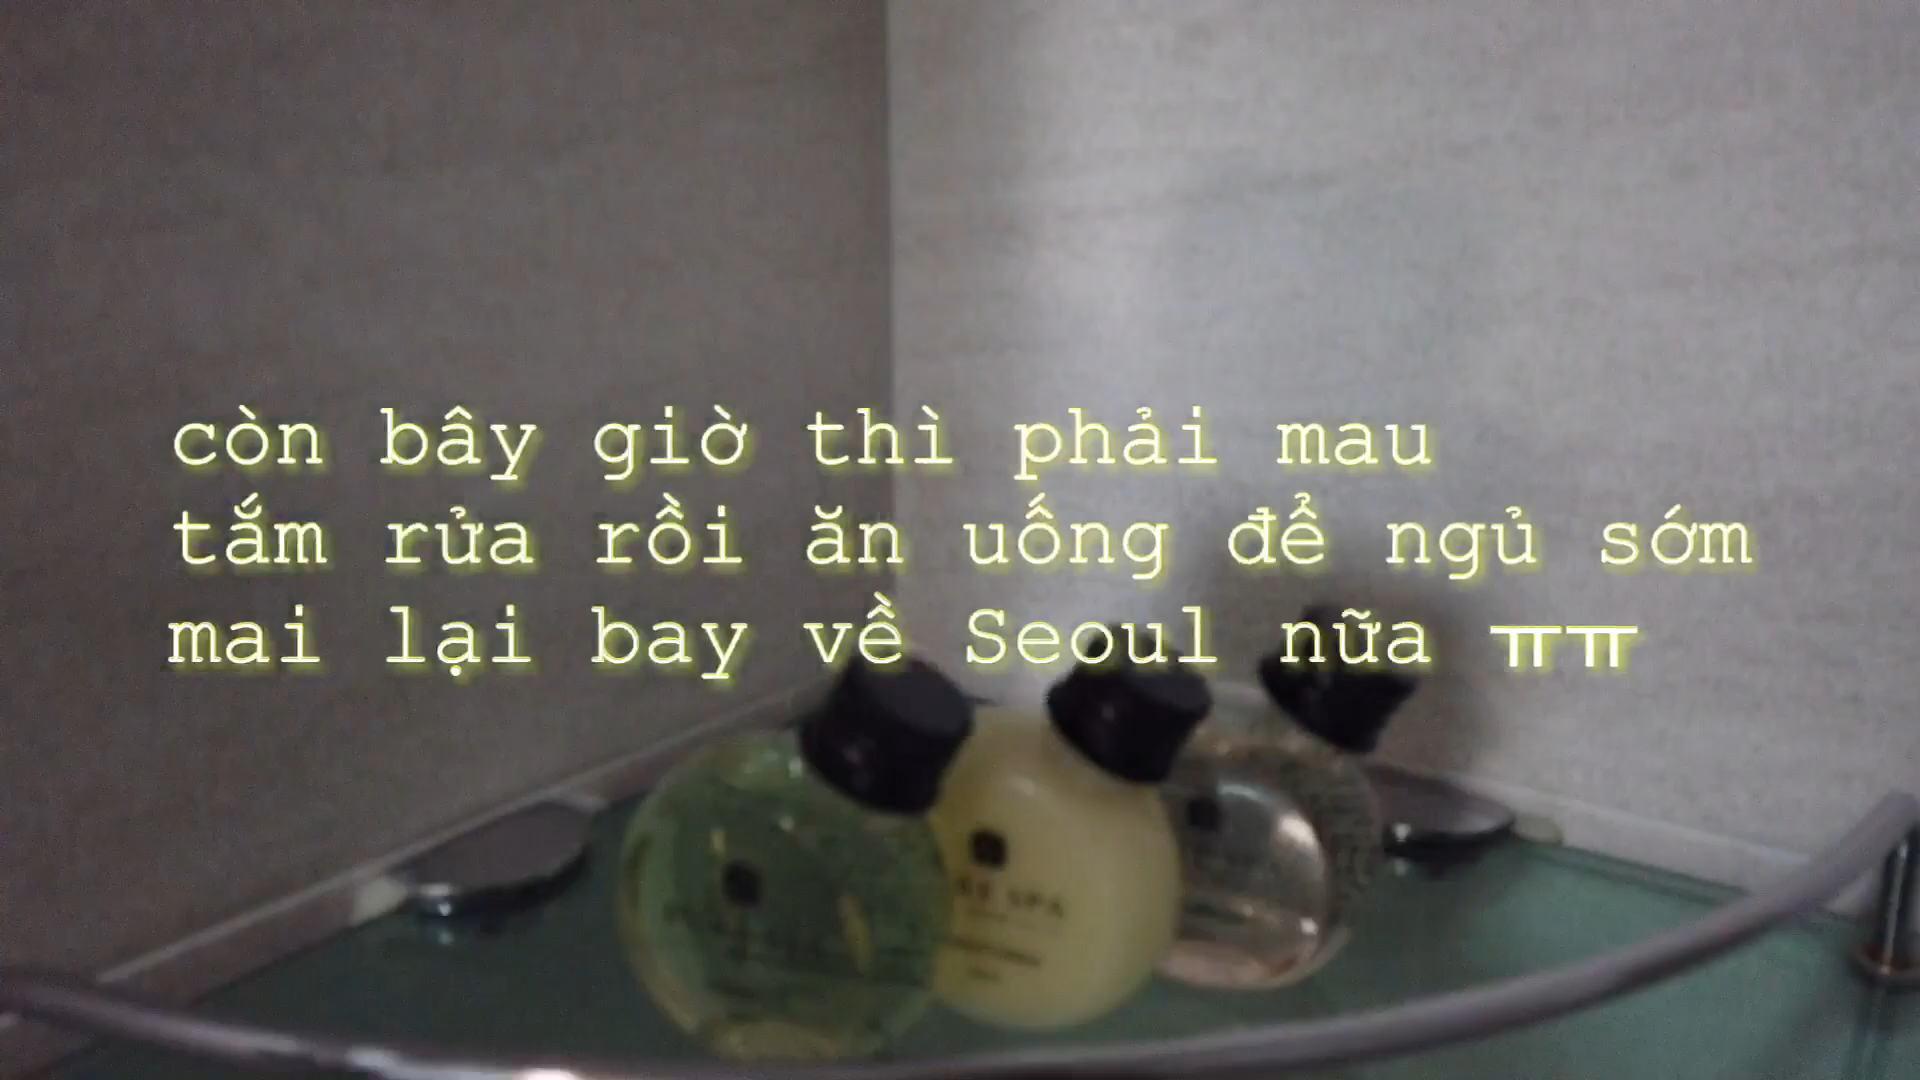 còn bây giờ thì phải mau
tắm rửa rồi ăn uống để ngủ sớm
mai lại bay về Seoul nữa ㅠㅠ
SPA